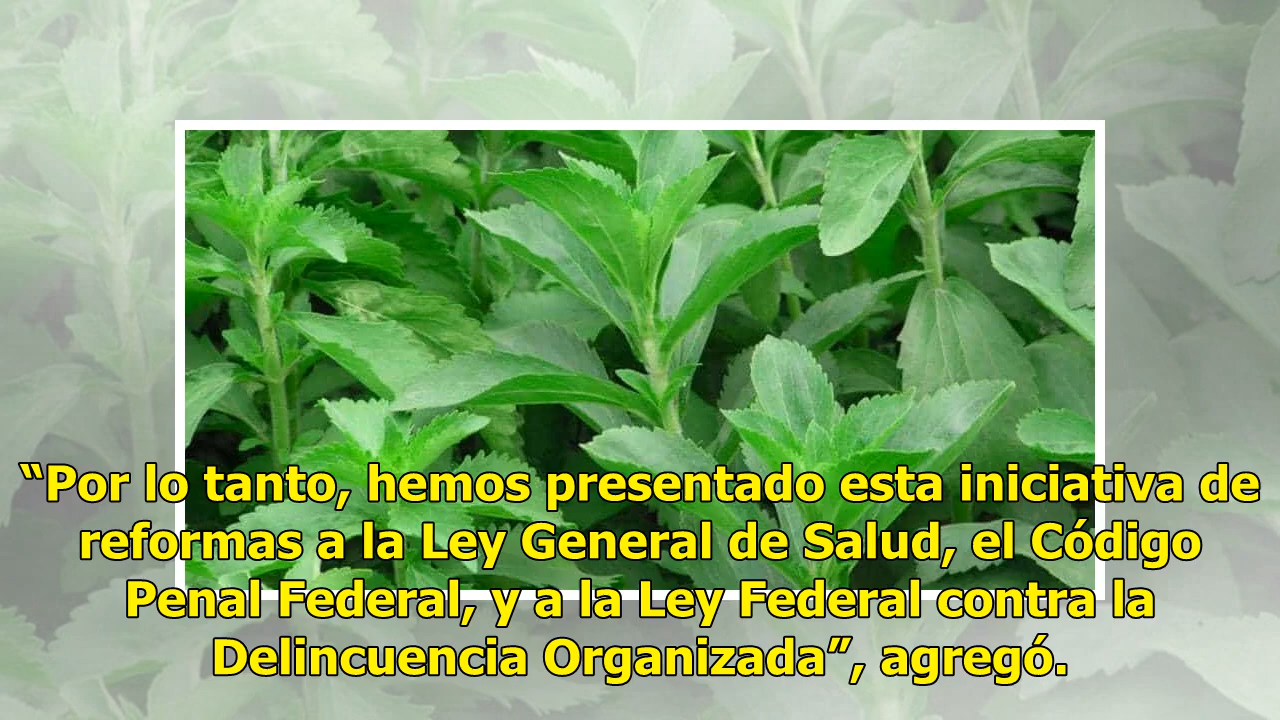 “Por lo tanto, hemos presentado esta iniciativa de
reformas a la Ley General de Salud, el Código
Penal Federal, y a la Ley Federal contra la
Delincuencia Organizada”, agregó.